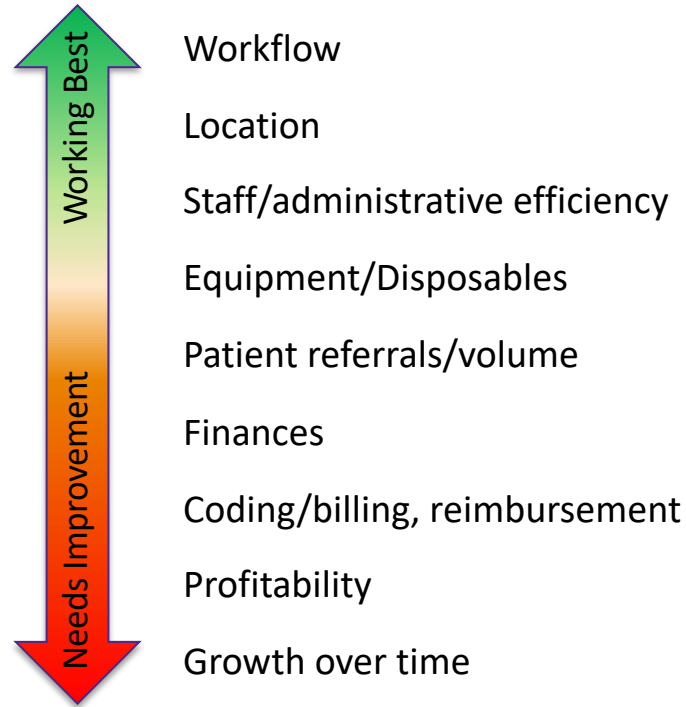 Working Best
Needs Improvement
Workflow
Location
Staff/administrative efficiency
Equipment/Disposables
Patient referrals/volume
Finances
Coding/billing, reimbursement
Profitability
Growth over time